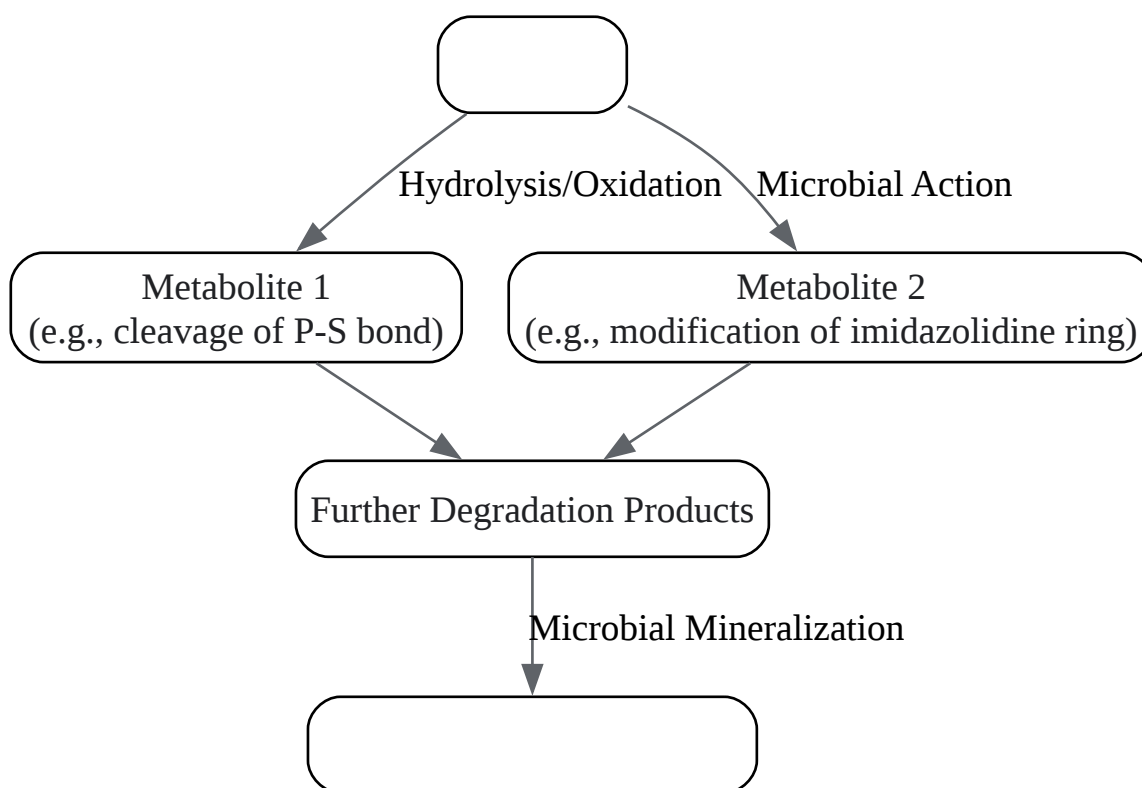 Hydrolysis/Oxidation
Microbial Action
Metabolite 1
(e.g., cleavage of P-S bond)
Metabolite 2
(e.g., modification of imidazolidine ring)
Further Degradation Products
Microbial Mineralization